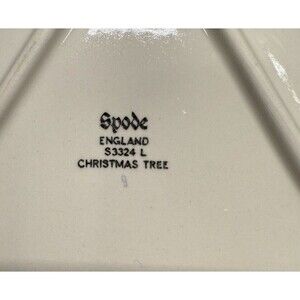 Spode
ENGLAND
S3324 L
CHRISTMAS TREE